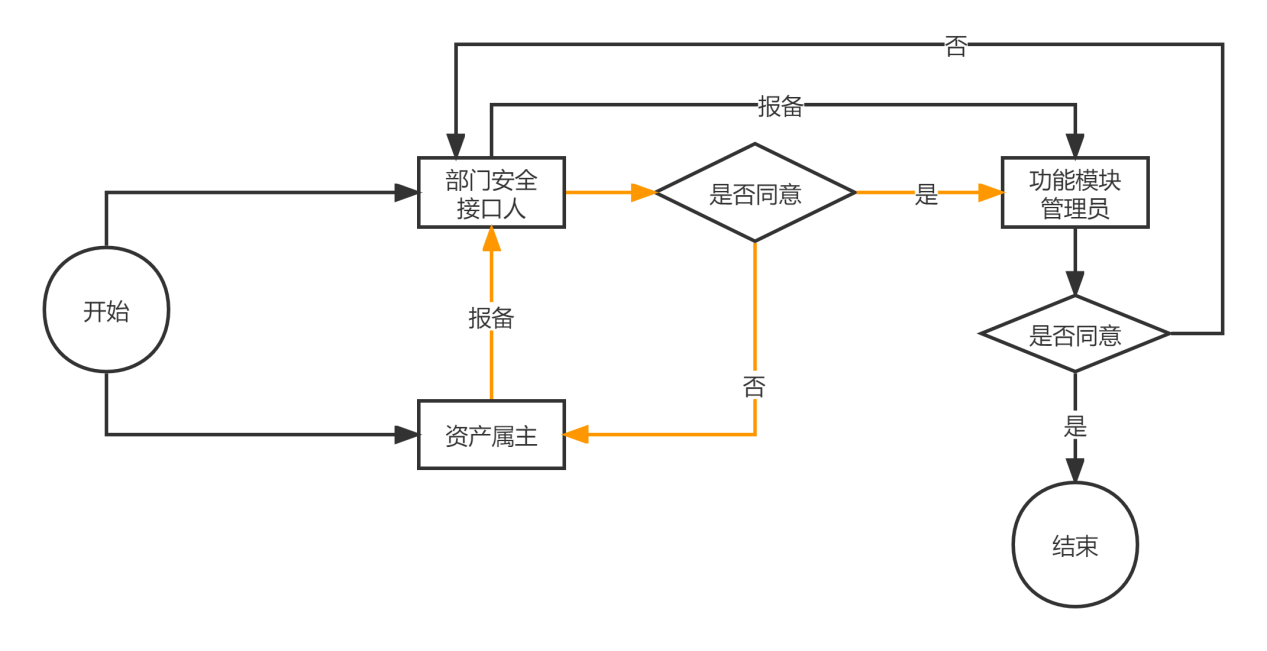 否
报备
部门安全
接口人
是否同意
是
功能模块
管理员
开始
报备
是否同意
否
资产属主
是
结束